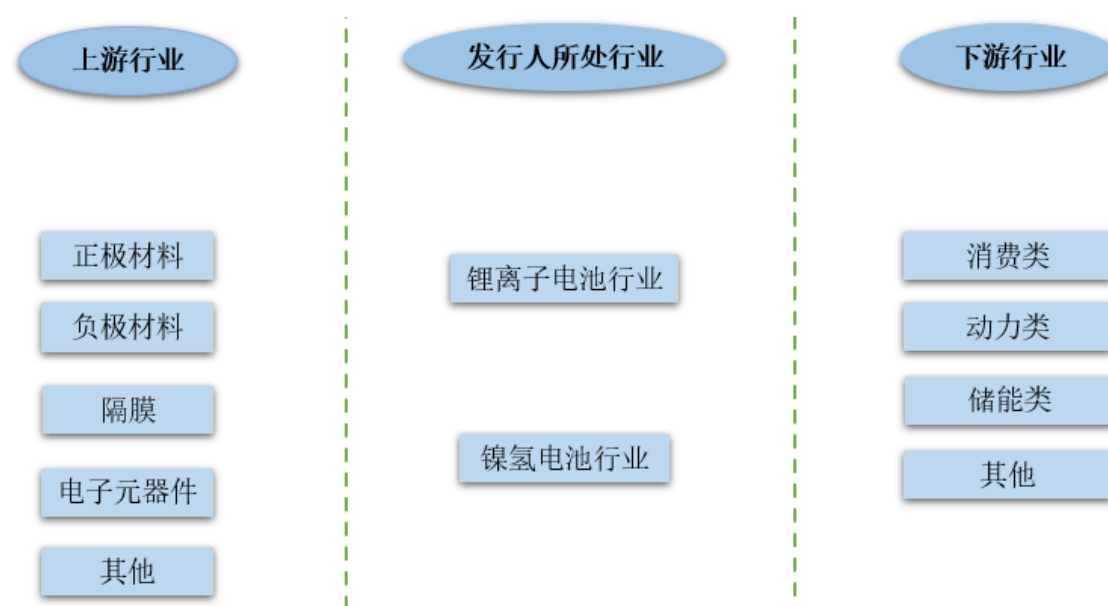 上游行业
发行人所处行业
下游行业
正极材料
负极材料
隔膜
电子元器件
其他
锂离子电池行业
镍氢电池行业
消费类
动力类
储能类
其他